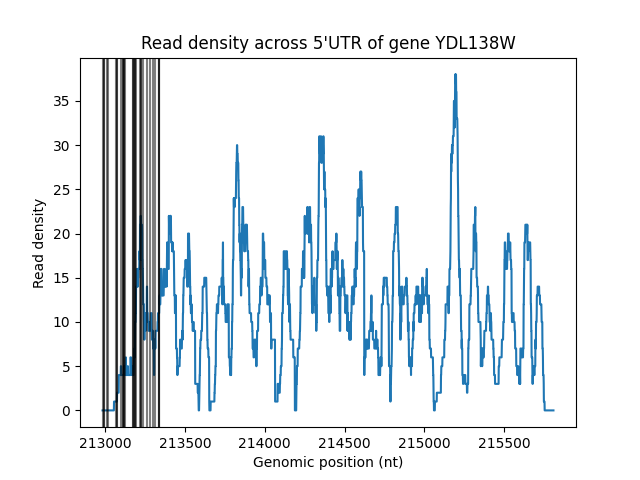 Read density across 5'UTR of gene YDL138W
Read density
35
30
25
20
15
10
5
0
213000 213500 214000 214500 215000 215500
Genomic position (nt)